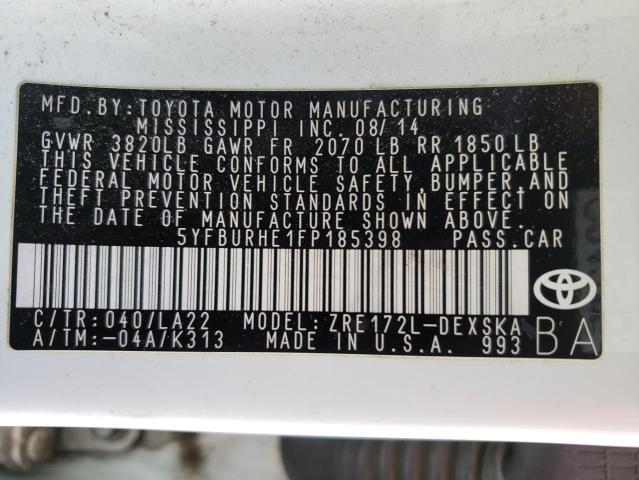 MFD. BY: TOYOTA MOTOR MANUFACTURING
MISSISSIPPI INC. 08/14
GVWR 3820LB GAWR FR 2070 LB RR 1850 LB
THIS VEHICLE CONFORMS TO ALL APPLICABLE
FEDERAL MOTOR VEHICLE SAFETY, BUMPER, AND
THEFT PREVENTION STANDARDS IN EFFECT ON
THE DATE OF MANUFACTURE SHOWN ABOVE.
5YFBURHE1FP185398 PASS.CAR
C/TR: 040/LA22 MODEL: ZRE172L-DEXSKA
A/TM: -04A/K313 MADE IN U.S.A. 993
BA